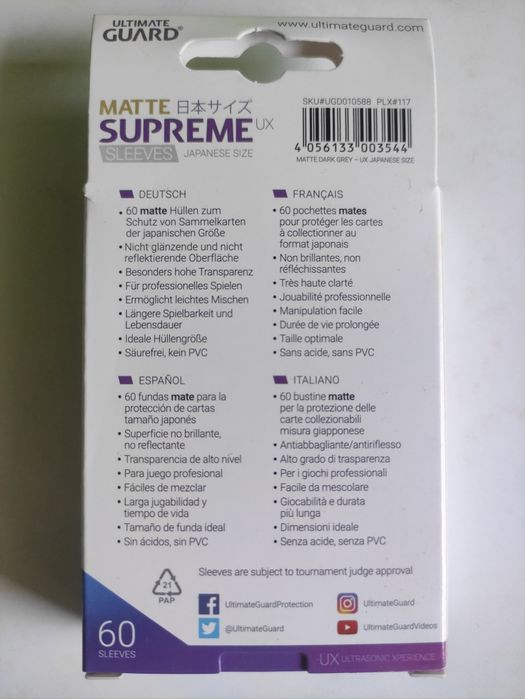 ULTIMATE
GUARD®
www.ultimateguard.com
MATTE 日本サイズ
SUPREME UX
SLEEVES JAPANESE SIZE
SKU#UGD010588 PLX#117
4 056133 003544
MATTE DARK GREY – UX JAPANESE SIZE
DEUTSCH
• 60 matte Hüllen zum
Schutz von Sammelkarten
der japanischen Größe
• Nicht glänzende und nicht
reflektierende Oberfläche
• Besonders hohe Transparenz
• Für professionelles Spielen
• Ermöglicht leichtes Mischen
• Längere Spielbarkeit und
Lebensdauer
• Ideale Hüllengröße
• Säurefrei, kein PVC
FRANÇAIS
• 60 pochettes mates
pour protéger les cartes
à collectionner au
format japonais
• Non brillantes, non
réfléchissantes
• Très haute clarté
• Jouabilité professionnelle
• Manipulation facile
• Durée de vie prolongée
• Taille optimale
• Sans acide, sans PVC
ESPAÑOL
• 60 fundas mate para la
protección de cartas
tamaño japonés
• Superficie no brillante,
no reflectante
• Transparencia de alto nivel
• Para juego profesional
• Fáciles de mezclar
• Larga jugabilidad y
tiempo de vida
• Tamaño de funda ideal
• Sin ácidos, sin PVC
ITALIANO
• 60 bustine matte
per la protezione delle
carte collezionabili
misura giapponese
• Antiabbagliante/antiriflesso
• Alto grado di trasparenza
• Per i giochi professionali
• Facile da mescolare
• Giocabilità e durata
più lunga
• Dimensioni ideale
• Senza acide, senza PVC
Sleeves are subject to tournament judge approval
21
PAP
UltimateGuardProtection
UltimateGuard
@UltimateGuard
UltimateGuardVideos
60
SLEEVES
UX ULTRASONIC XPERIENCE